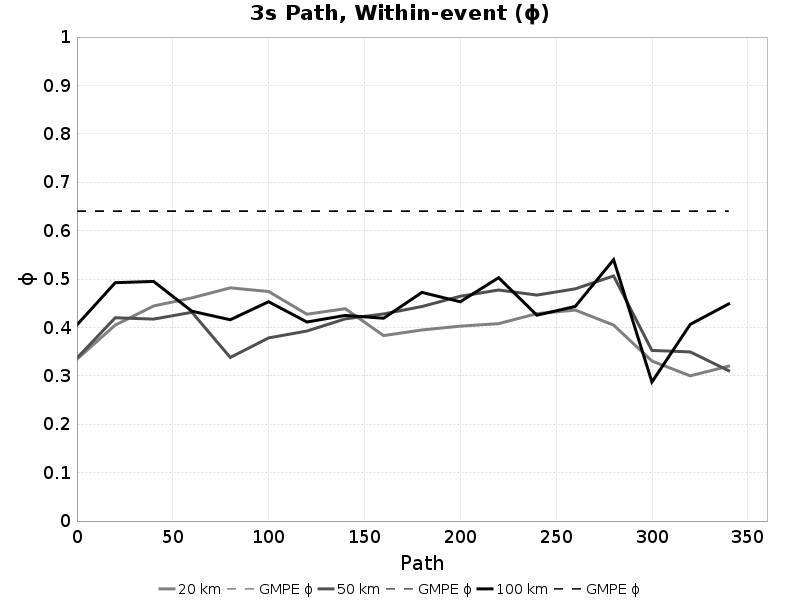 3s Path, Within-event (ϕ)
1
0.9
0.8
0.7
0.6
0.5
0.4
0.3
0.2
0.1
0
ϕ
0 50 100 150 200 250 300 350
Path
20 km GMPE ϕ 50 km GMPE ϕ 100 km GMPE ϕ